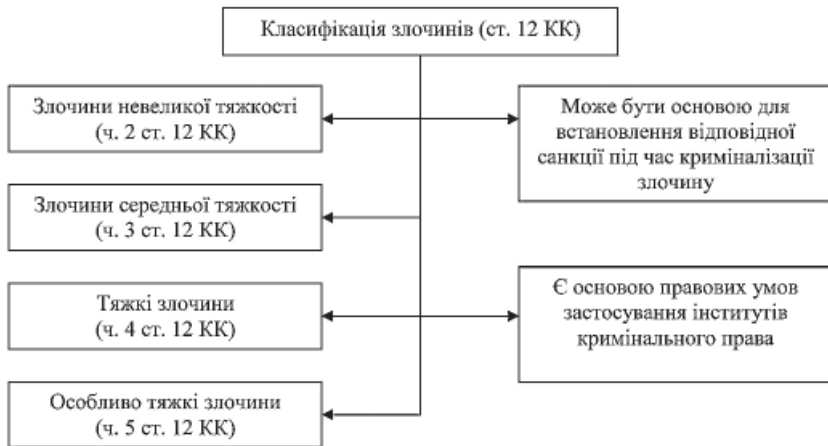 Класифікація злочинів (ст. 12 КК)
Злочини невеликої тяжкості
(ч. 2 ст. 12 КК)
Може бути основою для
встановлення відповідної
санкції під час криміналізації
злочину
Злочини середньої тяжкості
(ч. 3 ст. 12 КК)
Тяжкі злочини
(ч. 4 ст. 12 КК)
Є основою правових умов
застосування інститутів
кримінального права
Особливо тяжкі злочини
(ч. 5 ст. 12 КК)